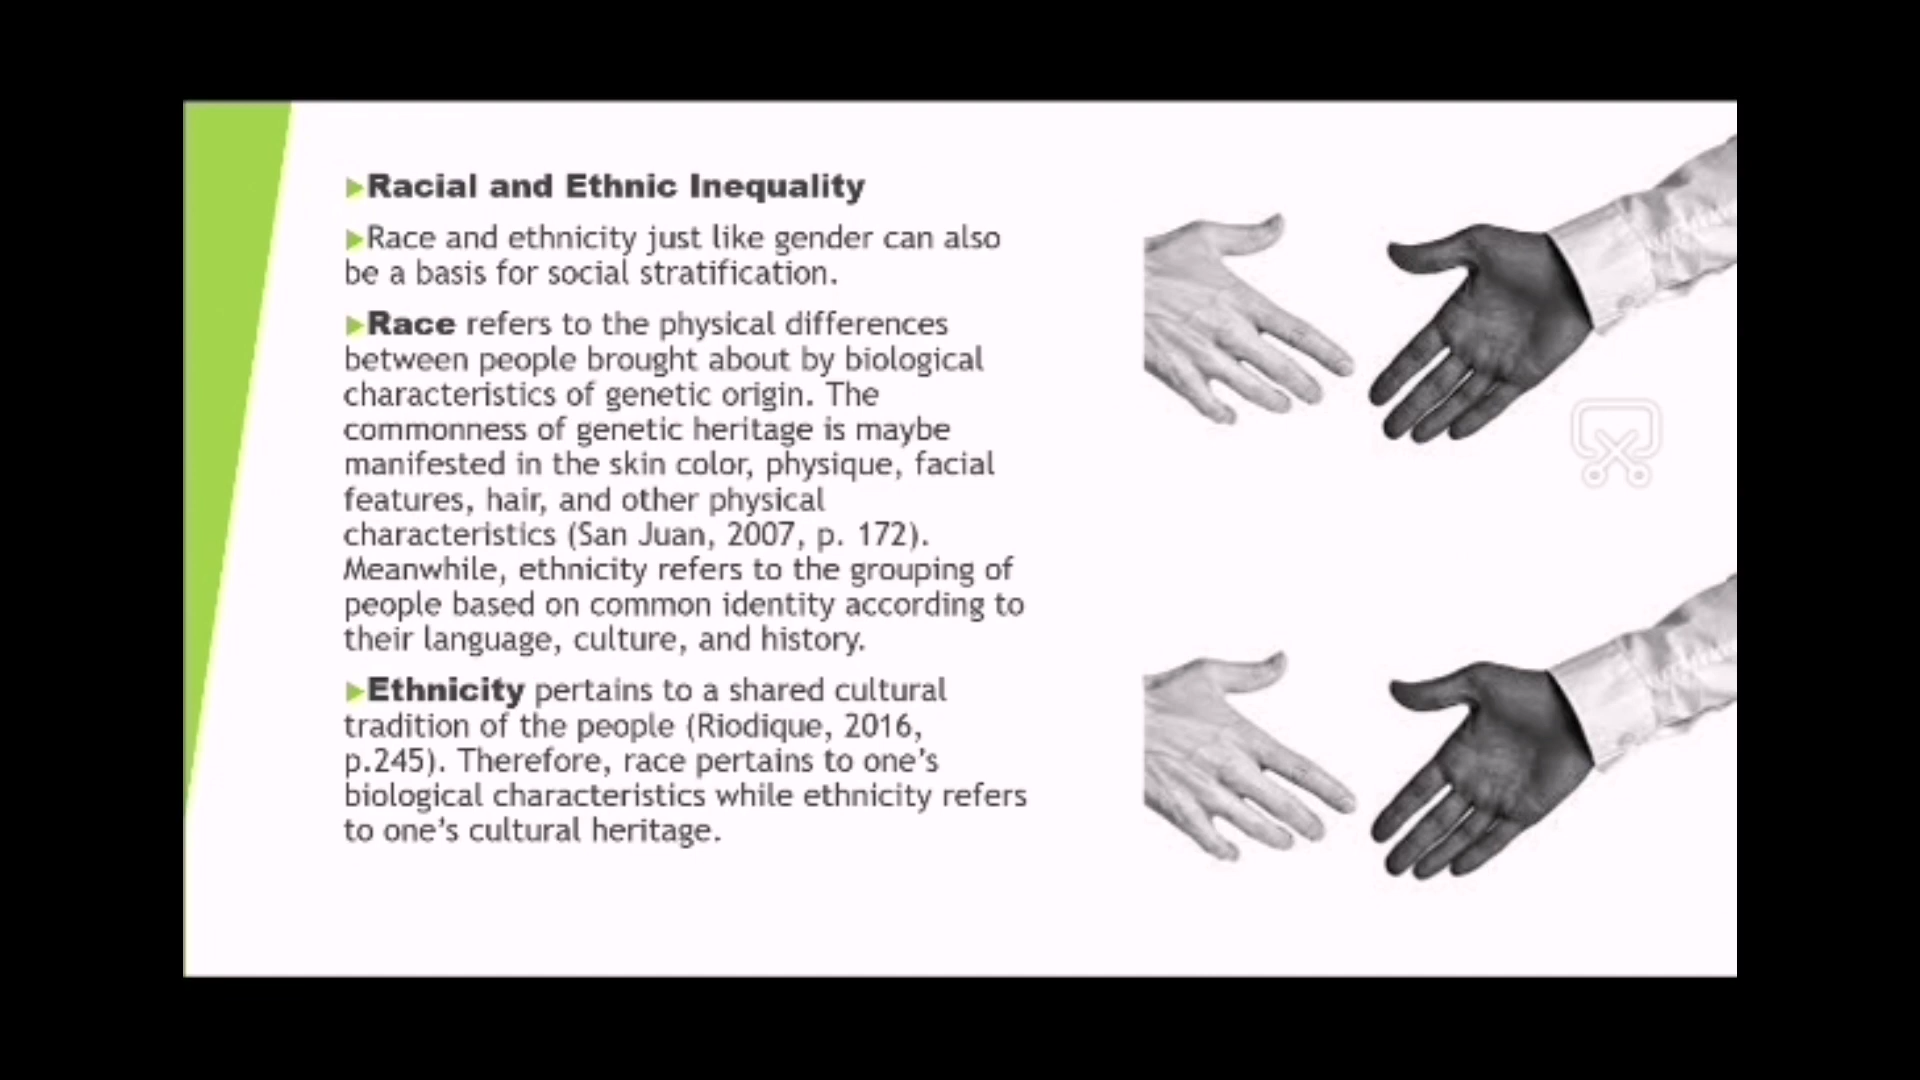 Racial and Ethnic Inequality
Race and ethnicity just like gender can also
be a basis for social stratification.
Race refers to the physical differences
between people brought about by biological
characteristics of genetic origin. The
commonness of genetic heritage is maybe
manifested in the skin color, physique, facial
features, hair, and other physical
characteristics (San Juan, 2007, p. 172).
Meanwhile, ethnicity refers to the grouping of
people based on common identity according to
their language, culture, and history.
Ethnicity pertains to a shared cultural
tradition of the people (Riodique, 2016,
p.245). Therefore, race pertains to one’s
biological characteristics while ethnicity refers
to one’s cultural heritage.